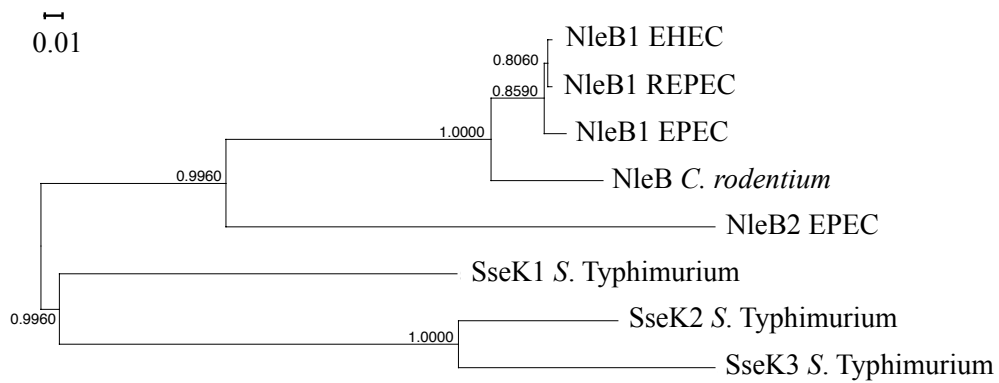 0.01
NleB1 EHEC
0.8060
NleB1 REPEC
0.8590
NleB1 EPEC
1.0000
NleB C. rodentium
0.9960
NleB2 EPEC
SseK1 S. Typhimurium
0.9960
SseK2 S. Typhimurium
1.0000
SseK3 S. Typhimurium